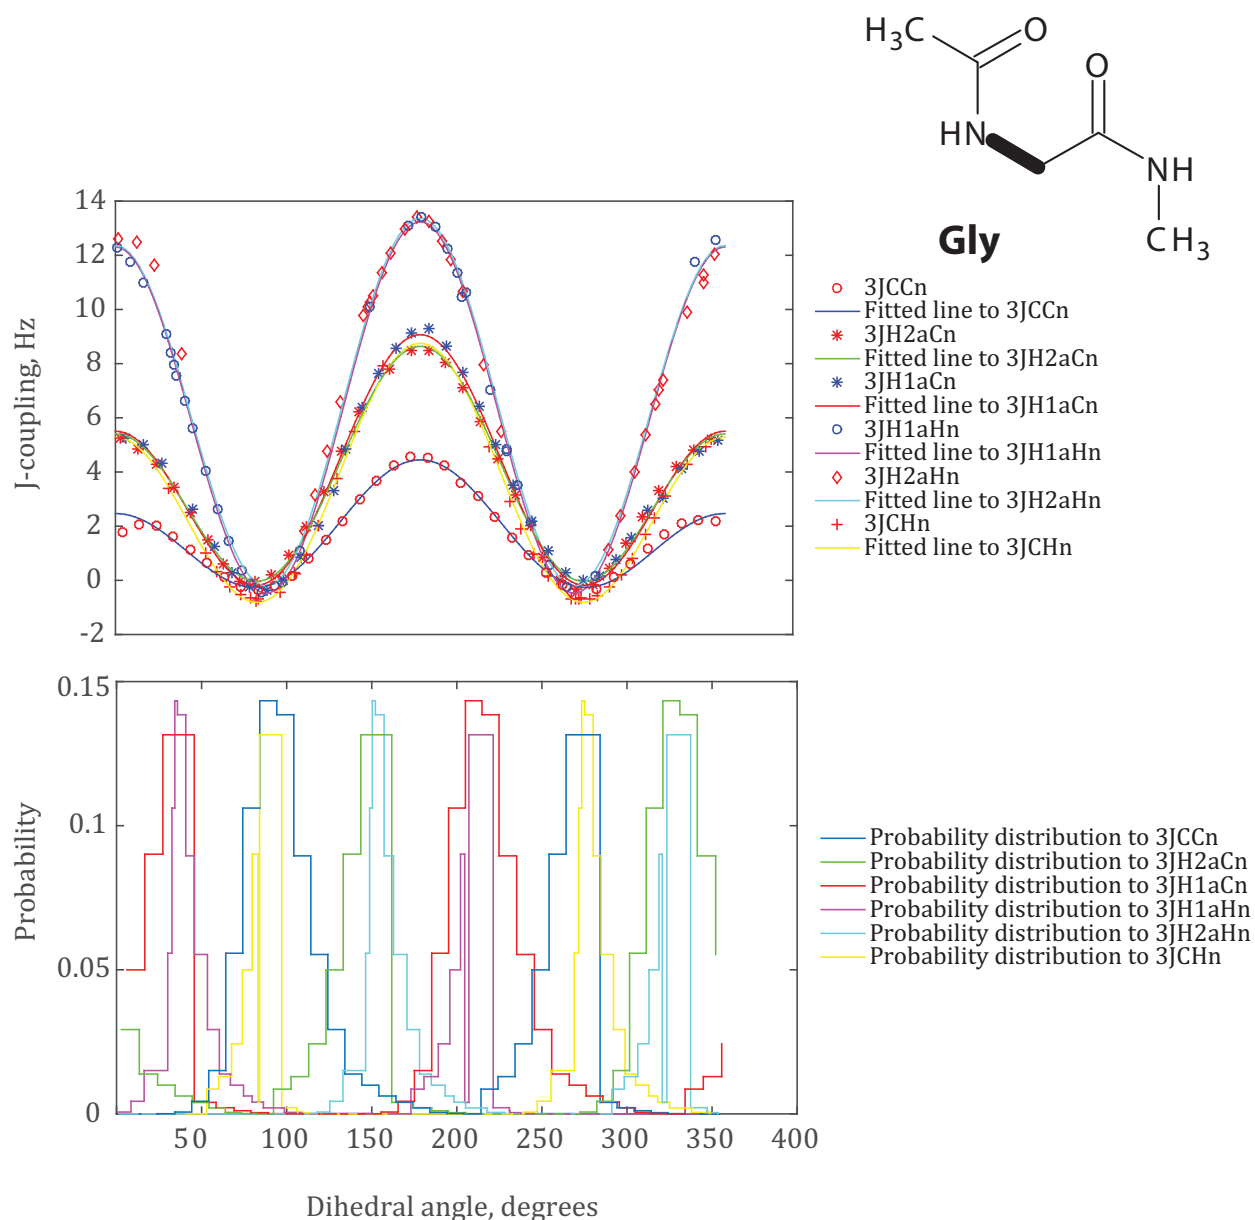 H3C
O
O
HN
NH
CH3
Gly
14
12
10
8
6
4
2
0
-2
J-coupling, Hz
3JCCn
Fitted line to 3JCCn
3JH2aCn
Fitted line to 3JH2aCn
3JH1aCn
Fitted line to 3JH1aCn
3JH1aHn
Fitted line to 3JH1aHn
3JH2aHn
Fitted line to 3JH2aHn
3JCHn
Fitted line to 3JCHn
0.15
0.1
0.05
0
Probability
50 100 150 200 250 300 350 400
Dihedral angle, degrees
Probability distribution to 3JCCn
Probability distribution to 3JH2aCn
Probability distribution to 3JH1aCn
Probability distribution to 3JH1aHn
Probability distribution to 3JH2aHn
Probability distribution to 3JCHn